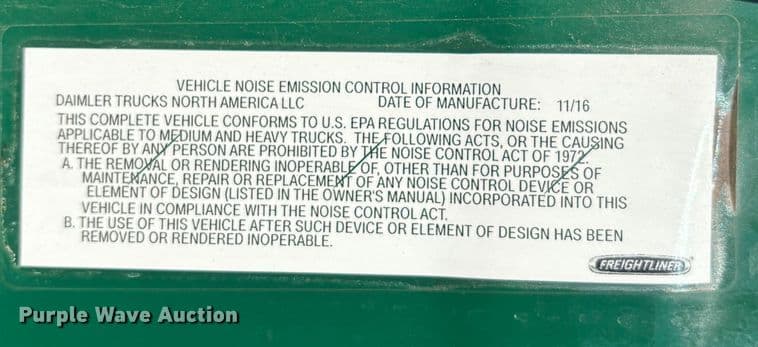 VEHICLE NOISE EMISSION CONTROL INFORMATION
DAIMLER TRUCKS NORTH AMERICA LLC DATE OF MANUFACTURE: 11/16
THIS COMPLETE VEHICLE CONFORMS TO U.S. EPA REGULATIONS FOR NOISE EMISSIONS
APPLICABLE TO MEDIUM AND HEAVY TRUCKS. THE FOLLOWING ACTS, OR THE CAUSING
THEREOF BY ANY PERSON ARE PROHIBITED BY THE NOISE CONTROL ACT OF 1972.
A. THE REMOVAL OR RENDERING INOPERABLE OF, OTHER THAN FOR PURPOSES OF
MAINTENANCE, REPAIR OR REPLACEMENT OF ANY NOISE CONTROL DEVICE OR
ELEMENT OF DESIGN (LISTED IN THE OWNER'S MANUAL) INCORPORATED INTO THIS
VEHICLE IN COMPLIANCE WITH THE NOISE CONTROL ACT.
B. THE USE OF THIS VEHICLE AFTER SUCH DEVICE OR ELEMENT OF DESIGN HAS BEEN
REMOVED OR RENDERED INOPERABLE.
FREIGHTLINER
Purple Wave Auction